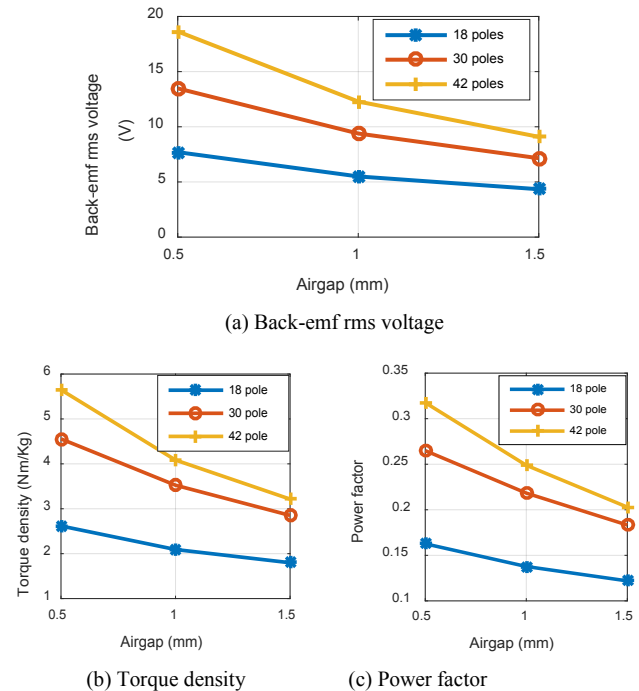 20
15
10
5
0
Back-emf rms voltage
(V)
18 poles
30 poles
42 poles
0.5
1
1.5
Airgap (mm)
(a) Back-emf rms voltage
6
5
4
3
2
1
Torque density (Nm/Kg)
18 pole
30 pole
42 pole
0.5
1
1.5
Airgap (mm)
(b) Torque density
0.35
0.3
0.25
0.2
0.15
0.1
Power factor
18 pole
30 pole
42 pole
0.5
1
1.5
Airgap (mm)
(c) Power factor